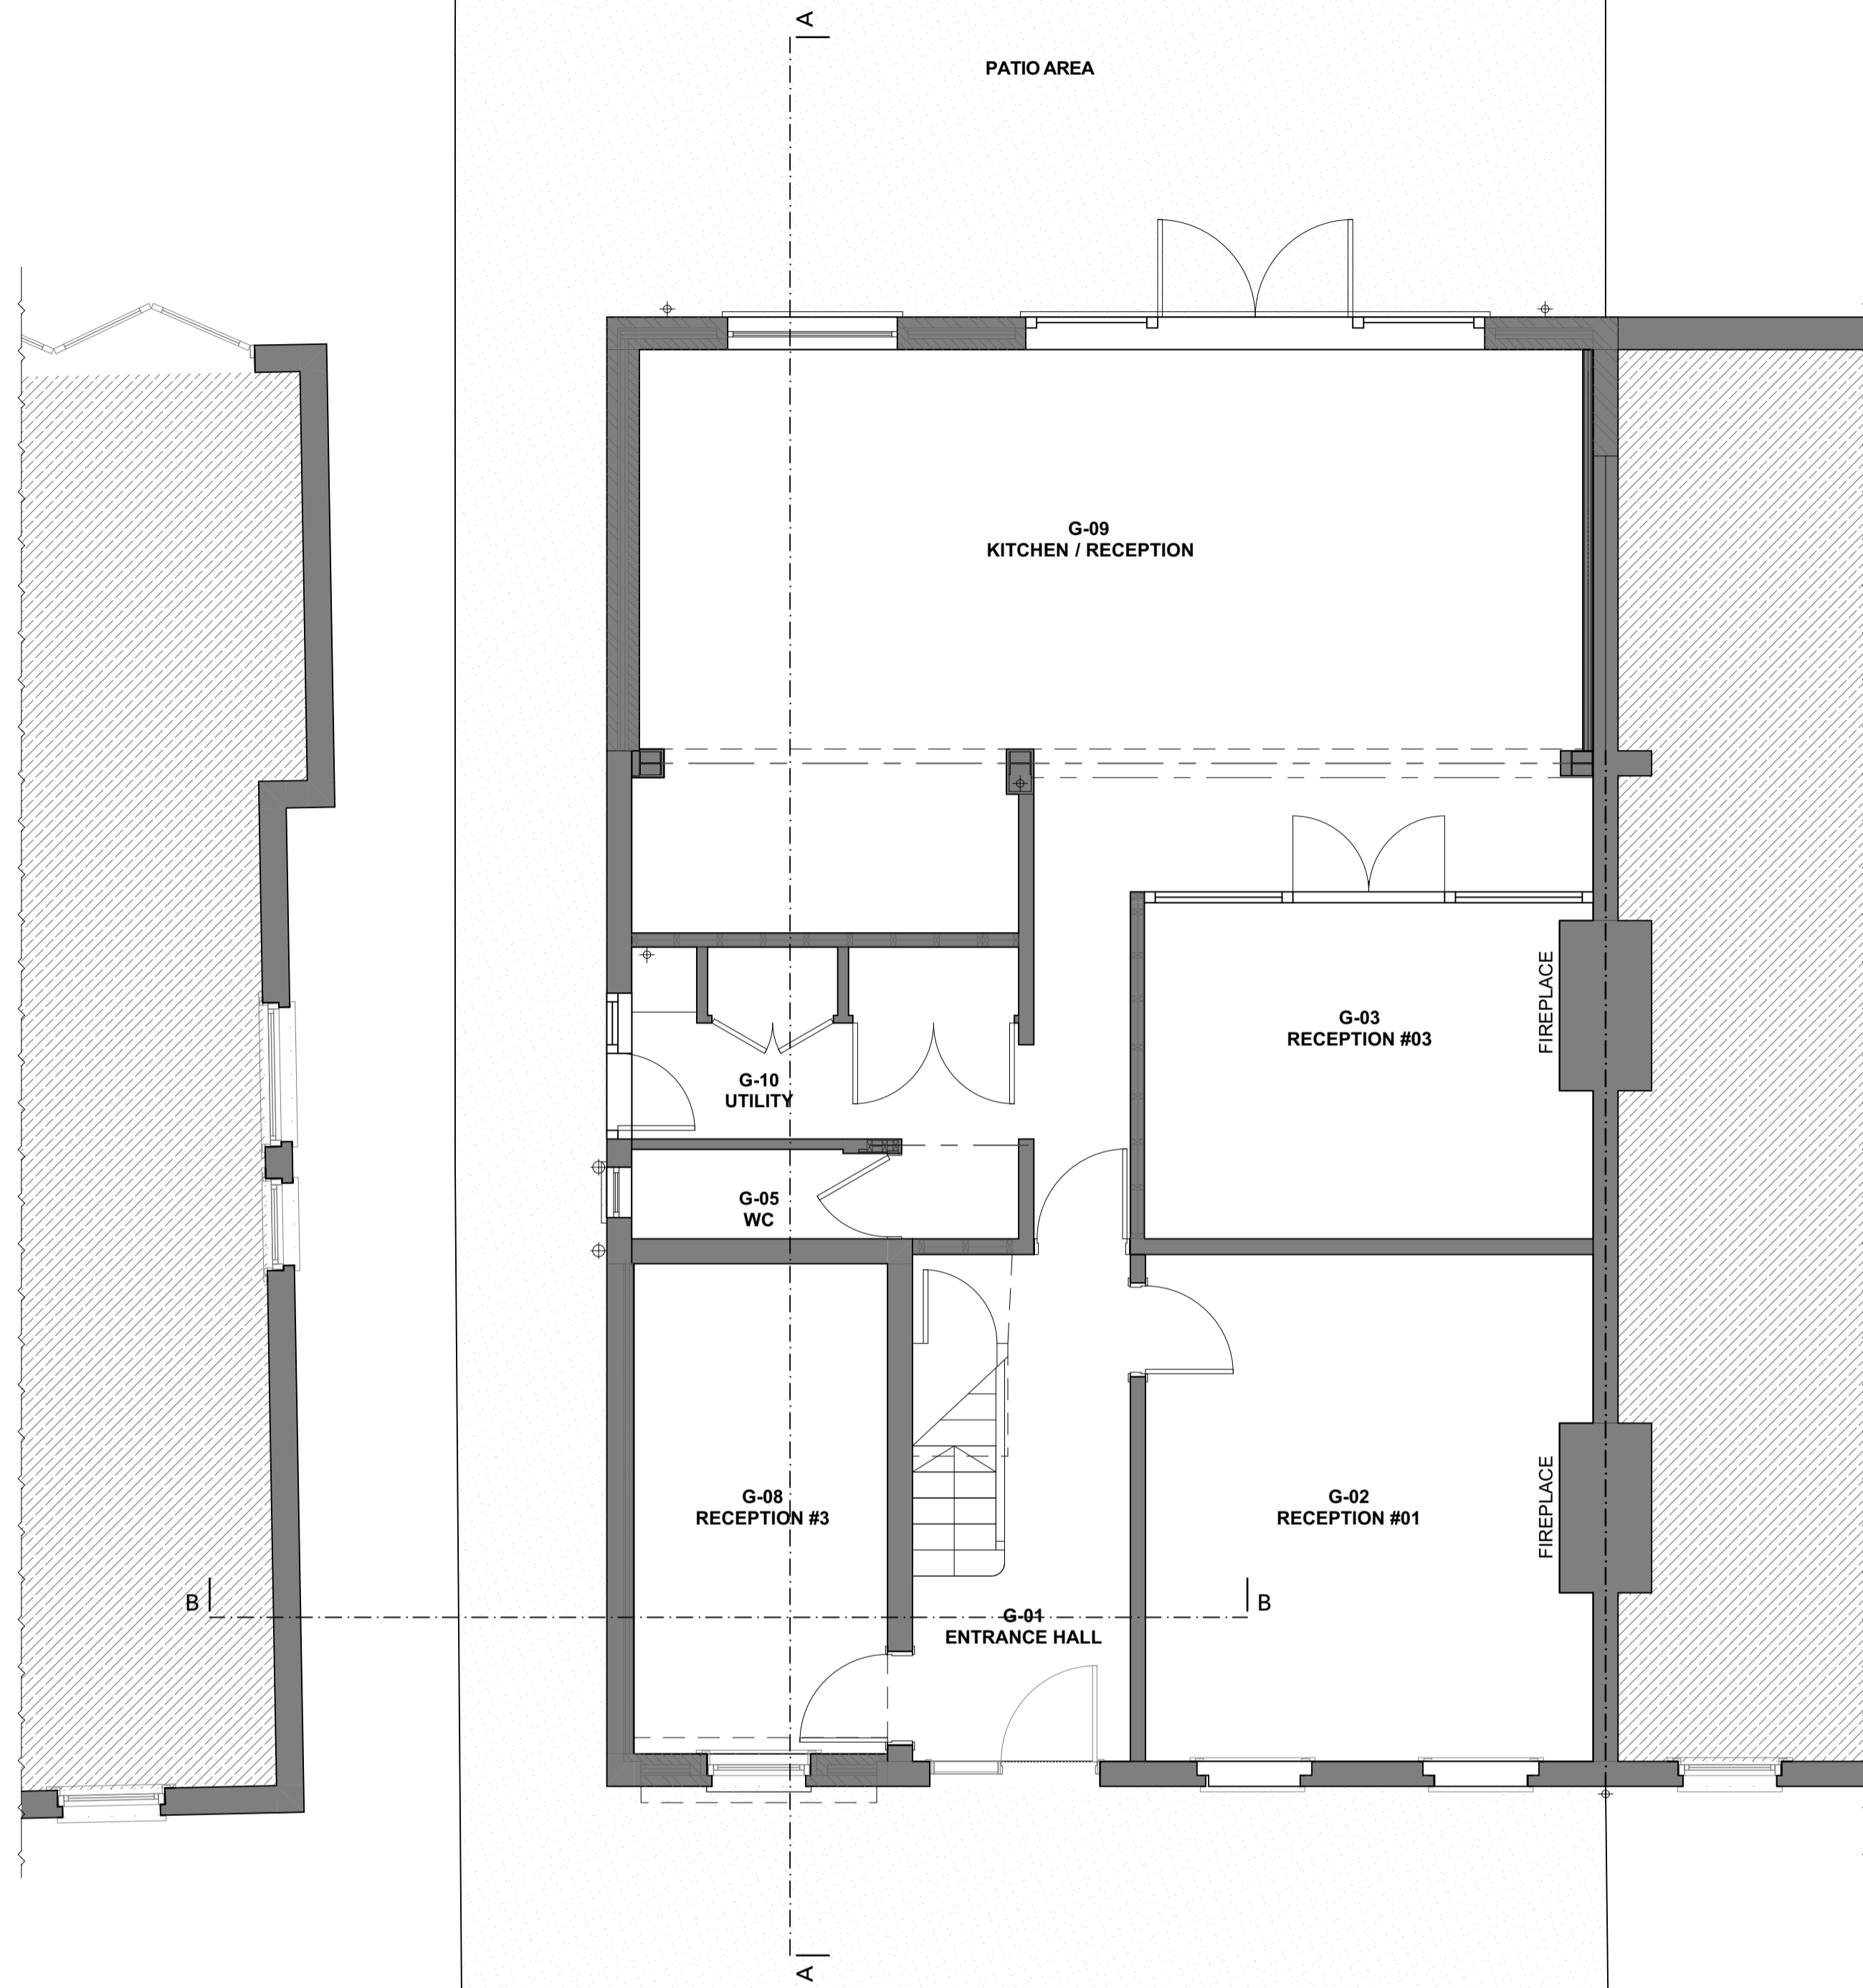 A
PATIO AREA
G-09
KITCHEN / RECEPTION
G-03
RECEPTION #03
FIREPLACE
G-10
UTILITY
G-05
WC
G-08
RECEPTION #3
G-02
RECEPTION #01
FIREPLACE
B
B
G-01
ENTRANCE HALL
A